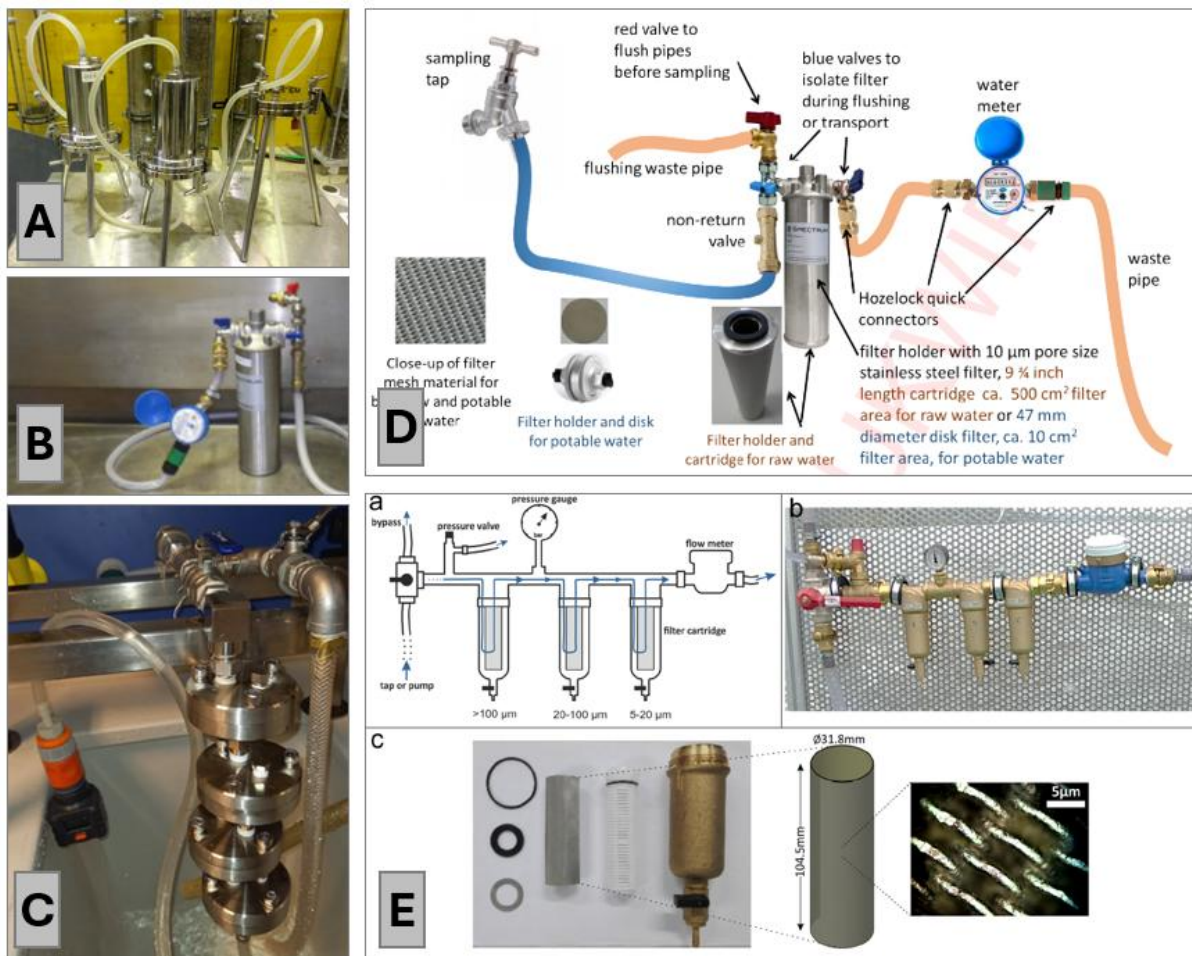 A
B
C
D
sampling
tap
red valve to
flush pipes
before sampling
blue valves to
isolate filter
during flushing
or transport
water
meter
flushing waste pipe
non-return
valve
SPECTRUM
waste
pipe
Hozelock quick
connectors
Close-up of filter
mesh material for
and potable
water
Filter holder and disk
for potable water
Filter holder and
cartridge for raw water
filter holder with 10 µm pore size
stainless steel filter, 9 ¾ inch
length cartridge ca. 500 cm² filter
area for raw water or 47 mm
diameter disk filter, ca. 10 cm²
filter area, for potable water
UKWIR
a
bypass
pressure valve
pressure gauge
bar
flow meter
filter cartridge
tap or pump
>100 µm
20-100 µm
5-20 µm
b
c
E
Ø31.8mm
104.5mm
5µm